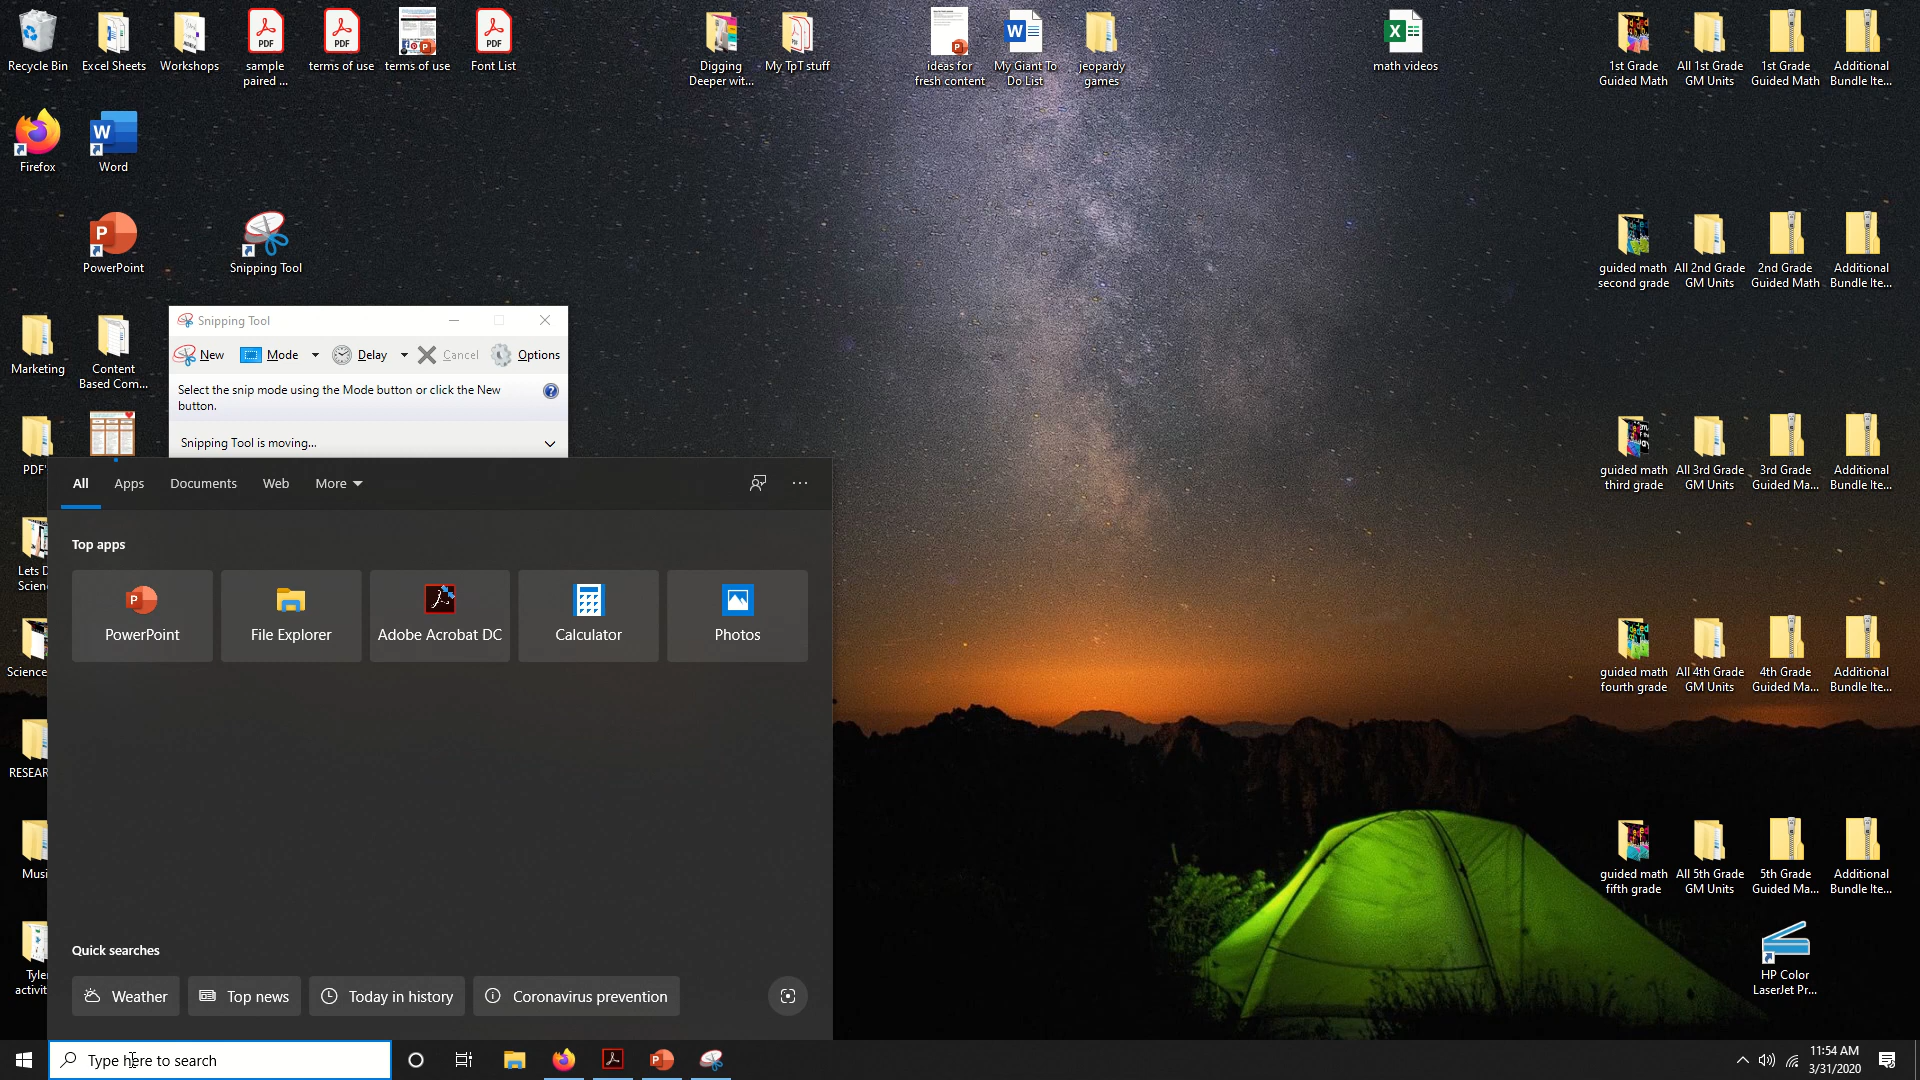 Recycle Bin
Excel Sheets
Workshops
sample
paired ...
terms of use
terms of use
Font List
Digging
Deeper wit...
My TpT stuff
ideas for
fresh content
My Giant To
Do List
jeopardy
games
math videos
1st Grade
Guided Math
All 1st Grade
GM Units
1st Grade
Guided Math
Additional
Bundle Ite...
Firefox
Word
PowerPoint
Snipping Tool
guided math
second grade
All 2nd Grade
GM Units
2nd Grade
Guided Math
Additional
Bundle Ite...
Marketing
Content
Based Com...
Snipping Tool
New
Mode
Delay
Cancel
Options
Select the snip mode using the Mode button or click the New
button.
Snipping Tool is moving...
PDF'
guided math
third grade
All 3rd Grade
GM Units
3rd Grade
Guided Ma...
Additional
Bundle Ite...
All
Apps
Documents
Web
More
Top apps
PowerPoint
File Explorer
Adobe Acrobat DC
Calculator
Photos
Lets D
Scienc
Science
guided math
fourth grade
All 4th Grade
GM Units
4th Grade
Guided Ma...
Additional
Bundle Ite...
RESEAR
Musi
guided math
fifth grade
All 5th Grade
GM Units
5th Grade
Guided Ma...
Additional
Bundle Ite...
Tyler
activit
HP Color
LaserJet Pr...
Quick searches
Weather
Top news
Today in history
Coronavirus prevention
Type here to search
11:54 AM
3/31/2020